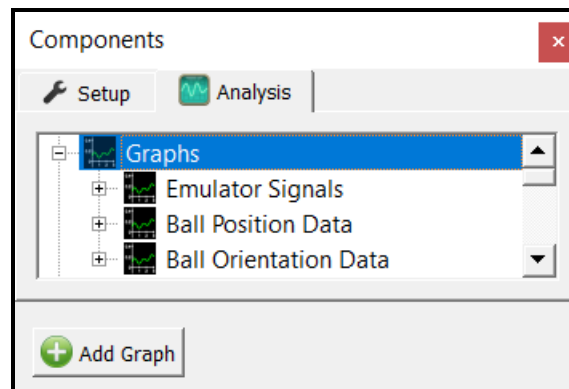 Components
Setup Analysis
Graphs
Emulator Signals
Ball Position Data
Ball Orientation Data
Add Graph